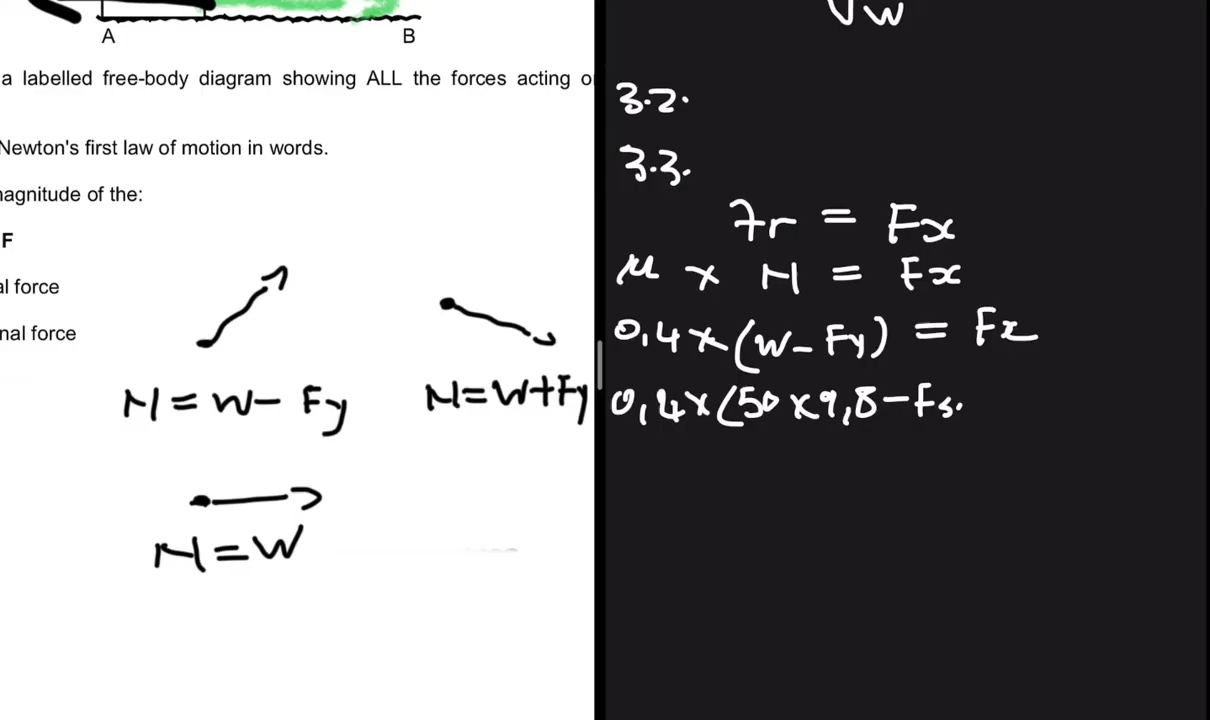 A B
a labelled free-body diagram showing ALL the forces acting o
Newton's first law of motion in words.
agnitude of the:
F
al force
nal force
N = W - Fy
N = W + Fy
N = W
W
3.2.
3.3.
Fr = Fx
μ x N = Fx
0,4 x (W - Fy) = Fx
0,4 x (50 x 9,8 - Fs.